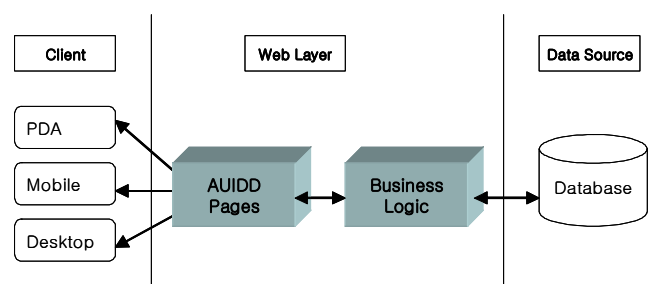 Client
Web Layer
Data Source
PDA
Mobile
Desktop
AUIDD
Pages
Business
Logic
Database